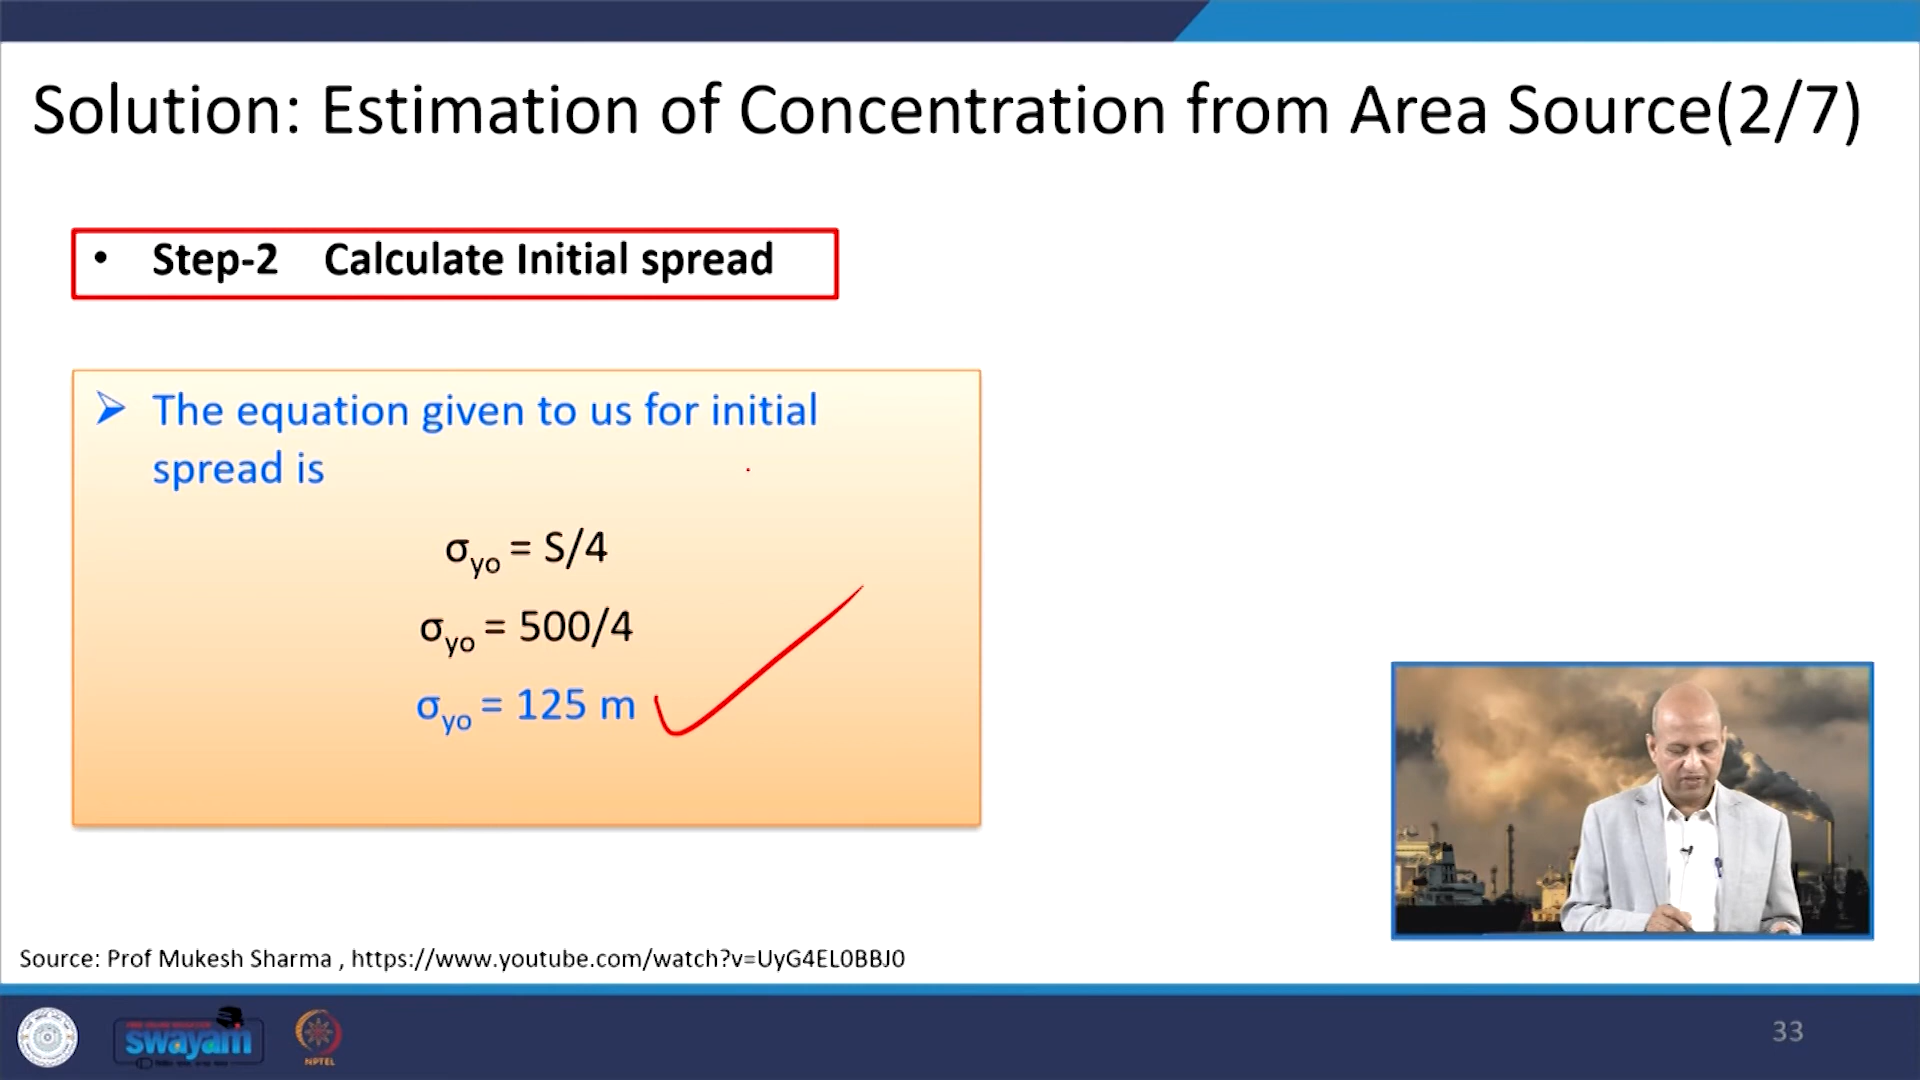 Solution: Estimation of Concentration from Area Source(2/7)
• Step-2 Calculate Initial spread
➢ The equation given to us for initial
spread is
σyo = S/4
σyo = 500/4
σyo = 125 m
Source: Prof Mukesh Sharma , https://www.youtube.com/watch?v=UyG4EL0BBJ0
swayam
NPTEL
33